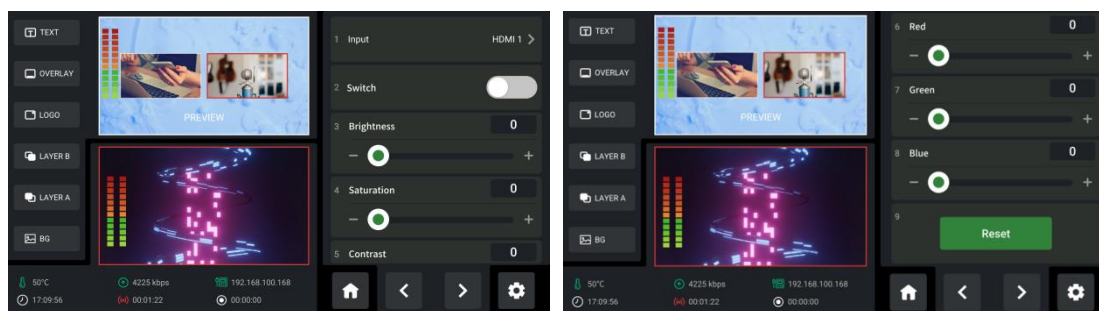 TEXT
OVERLAY
LOGO
LAYER B
LAYER A
BG
PREVIEW
1 Input HDMI 1
2 Switch
3 Brightness 0
− +
4 Saturation 0
− +
5 Contrast 0
50°C 4225 kbps 192.168.100.168
17:09:56 00:01:22 00:00:00
TEXT
OVERLAY
LOGO
LAYER B
LAYER A
BG
PREVIEW
6 Red 0
− +
7 Green 0
− +
8 Blue 0
− +
9
Reset
50°C 4225 kbps 192.168.100.168
17:09:56 00:01:22 00:00:00